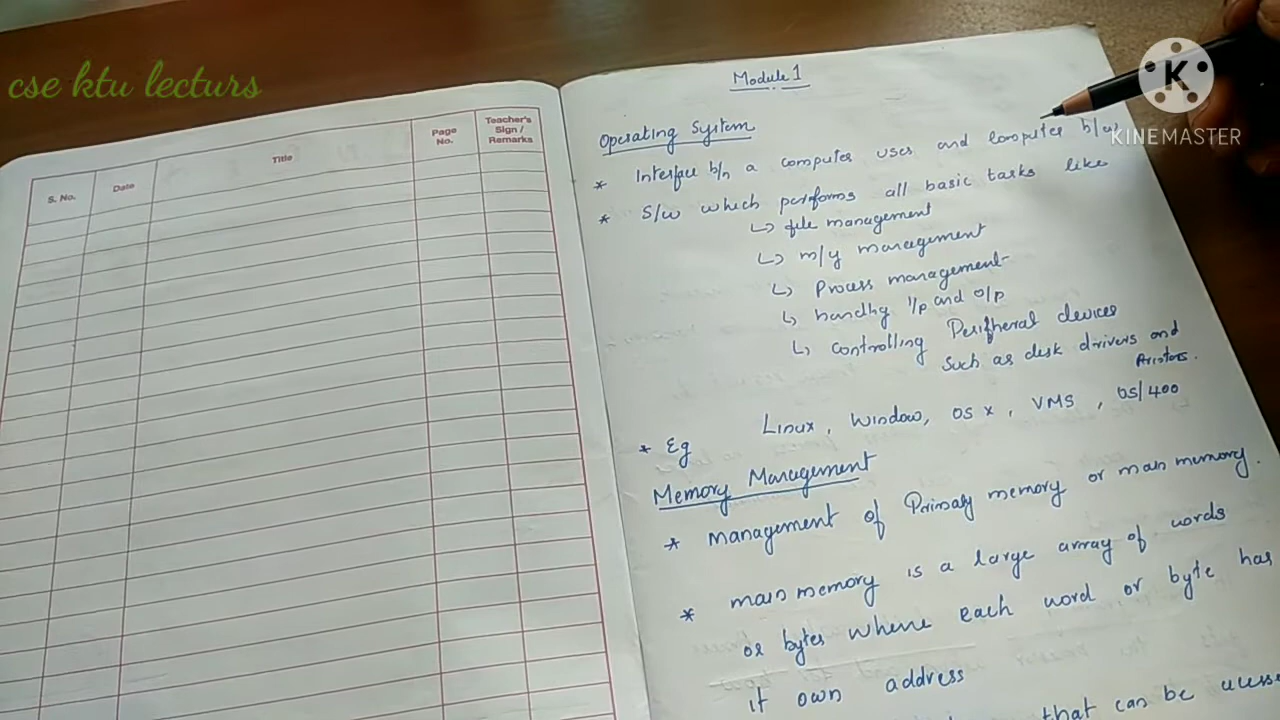 cse ktu lecturs
KINEMASTER
S. No.
Date
Title
Page No.
Teacher's Sign / Remarks
Module 1
Operating System
* Interface b/n a computer user and computer h/w
* S/w which performs all basic tasks like
↳ file management
↳ m/y management
↳ Process management
↳ handling i/p and o/p
↳ controlling Peripheral devices
such as disk drivers and
Printers.
* Eg Linux, Window, OS X, VMS, OS/400
Memory Management
* management of Primary memory or main memory.
* main memory is a large array of words
or bytes where each word or byte has
it own address
that can be